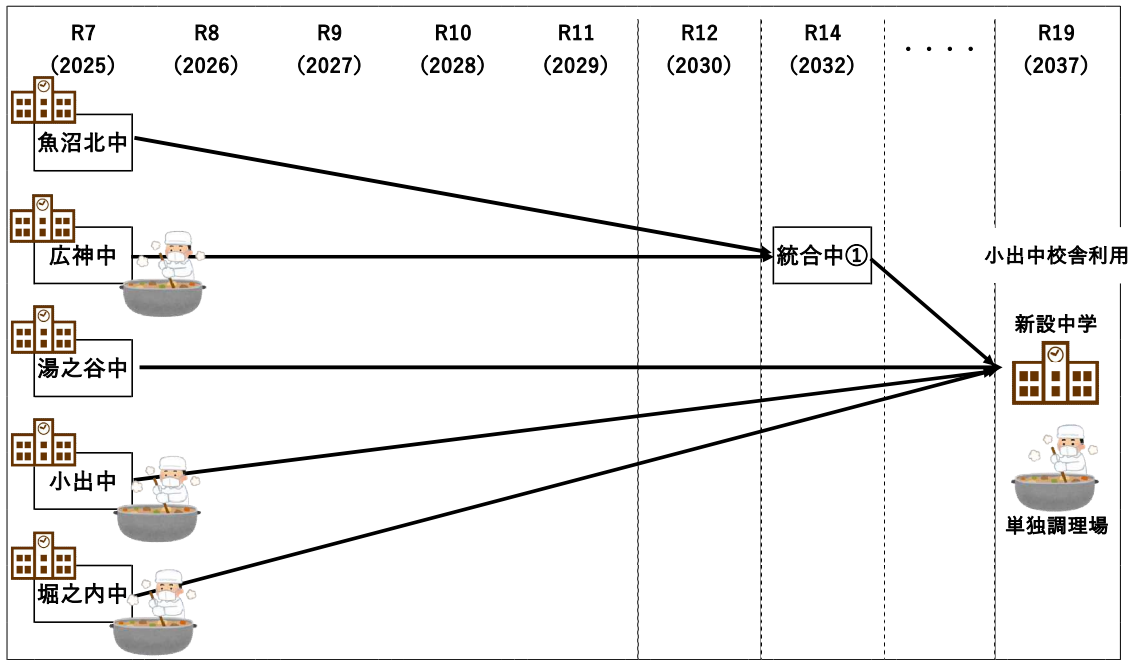 R7 R8 R9 R10 R11 R12 R14 ・・・・ R19
（2025） （2026） （2027） （2028） （2029） （2030） （2032） （2037）
魚沼北中
広神中
統合中①
小出中校舎利用
新設中学
湯之谷中
小出中
単独調理場
堀之内中